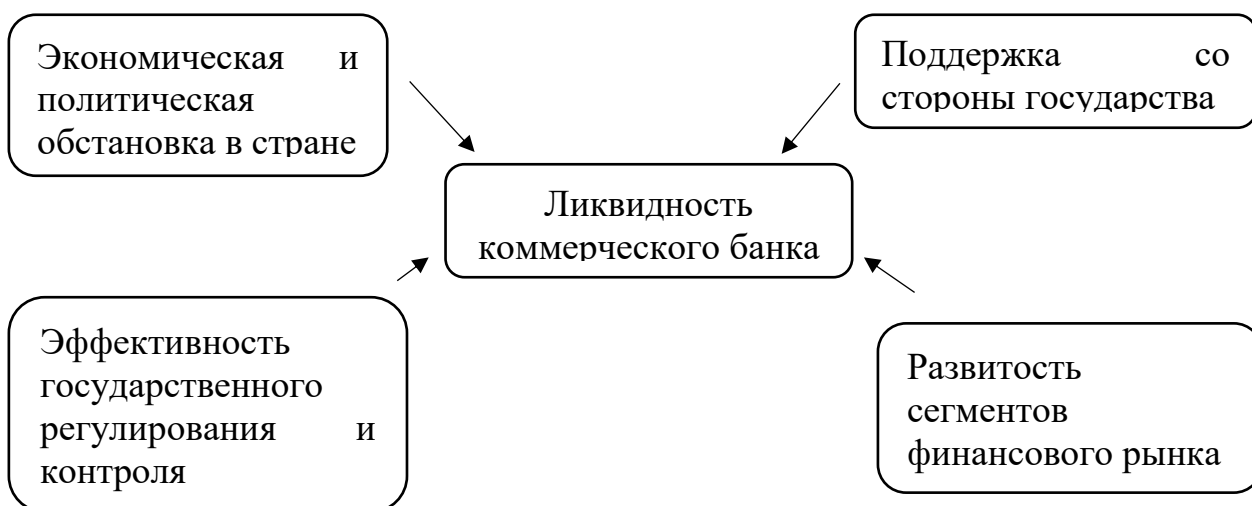 Экономическая и
политическая
обстановка в стране
Поддержка со
стороны государства
Ликвидность
коммерческого банка
Эффективность
государственного
регулирования и
контроля
Развитость
сегментов
финансового рынка